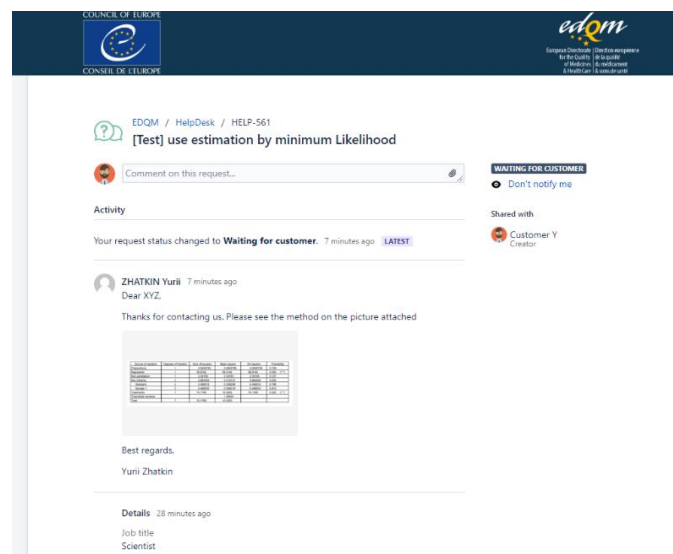 COUNCIL OF EUROPE
CONSEIL DE L'EUROPE
edqm
European Directorate | Direction européenne
for the Quality | de la qualité
of Medicines | du médicament
& HealthCare | & soins de santé
EDQM / HelpDesk / HELP-561
[Test] use estimation by minimum Likelihood
Comment on this request...
WAITING FOR CUSTOMER
Don't notify me
Activity
Shared with
Your request status changed to Waiting for customer. 7 minutes ago LATEST
Customer Y
Creator
ZHATKIN Yurii 7 minutes ago
Dear XYZ,
Thanks for contacting us. Please see the method on the picture attached
Best regards.
Yurii Zhatkin
Details 28 minutes ago
Job title
Scientist